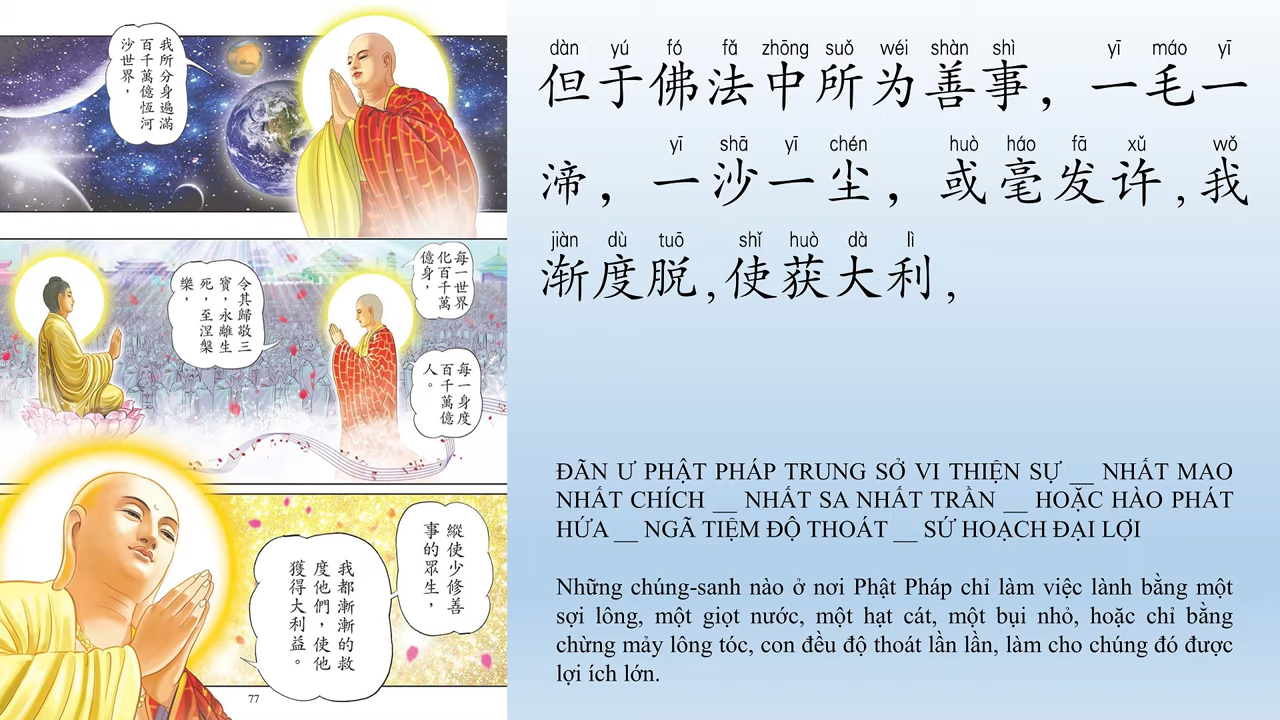 我所分身遍滿
百千萬億恆河
沙世界，
每一世界
化百千萬
億身，
令其歸敬三
寶，永離生
死，至涅槃
樂，
每一身度
百千萬億
人。
縱使少修善
事的眾生，
我都漸漸的救
度他們，使他
獲得大利益。
77
dàn yú fó fǎ zhōng suǒ wéi shàn shì yī máo yī
但于佛法中所为善事，一毛一
yī shā yī chén huò háo fā xǔ wǒ
渧，一沙一尘，或毫发许,我
jiàn dù tuō shǐ huò dà lì
渐度脱,使获大利,
ĐÃN Ư PHẬT PHÁP TRUNG SỞ VI THIỆN SỰ __ NHẤT MAO
NHẤT CHÍCH __ NHẤT SA NHẤT TRẦN __ HOẶC HÀO PHÁT
HỨA __ NGÃ TIỆM ĐỘ THOÁT __ SỨ HOẠCH ĐẠI LỢI
Những chúng-sanh nào ở nơi Phật Pháp chỉ làm việc lành bằng một
sợi lông, một giọt nước, một hạt cát, một bụi nhỏ, hoặc chỉ bằng
chừng mảy lông tóc, con đều độ thoát lần lần, làm cho chúng đó được
lợi ích lớn.